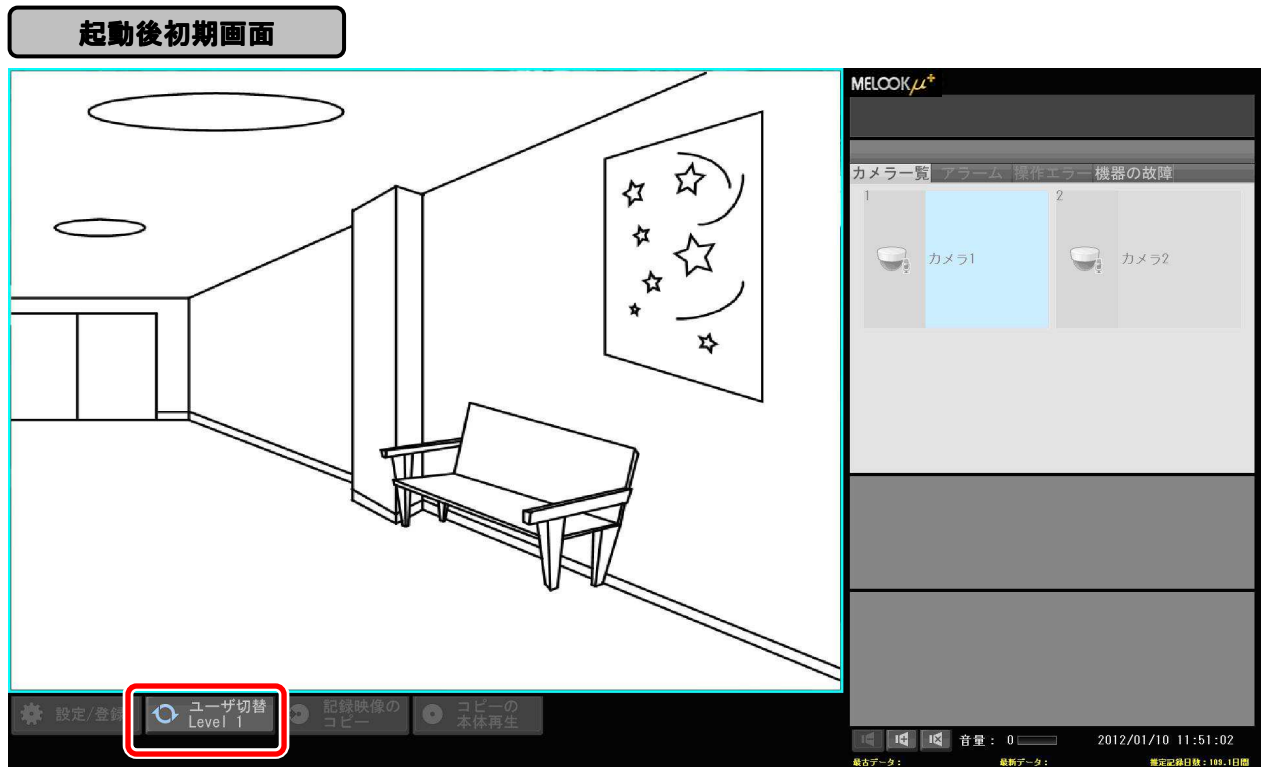 起動後初期画面
MELOOKμ+
カメラ一覧 アラーム 操作エラー 機器の故障
1 2
カメラ1 カメラ2
設定/登録 ユーザ切替 記録映像の コピーの
Level 1 コピー 本体再生
音量: 0 2012/01/10 11:51:02
最古データ: 最新データ: 推定記録日数:109.1日間